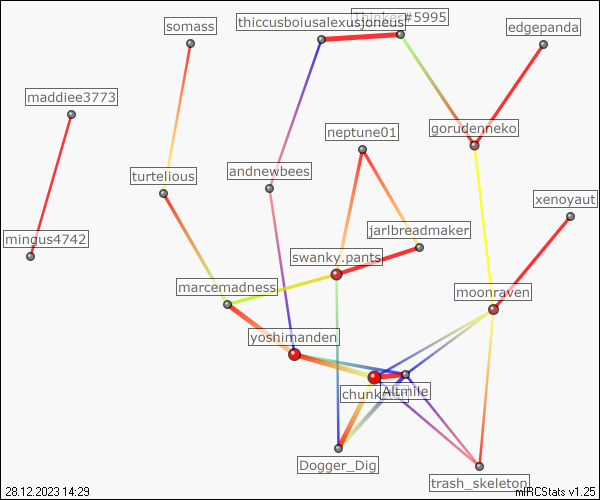 Thinker#5995
somass
thiccusboiusalexusjoneus
edgepanda
maddiee3773
neptune01
gorudenneko
turtelious
andnewbees
xenoyaut
jarlbreadmaker
mingus4742
swanky.pants
marcemadness
moonraven
yoshimanden
Altmile
Dogger_Dig
trash_skeleton
28.12.2023 14:29
mIRCStats v1.25